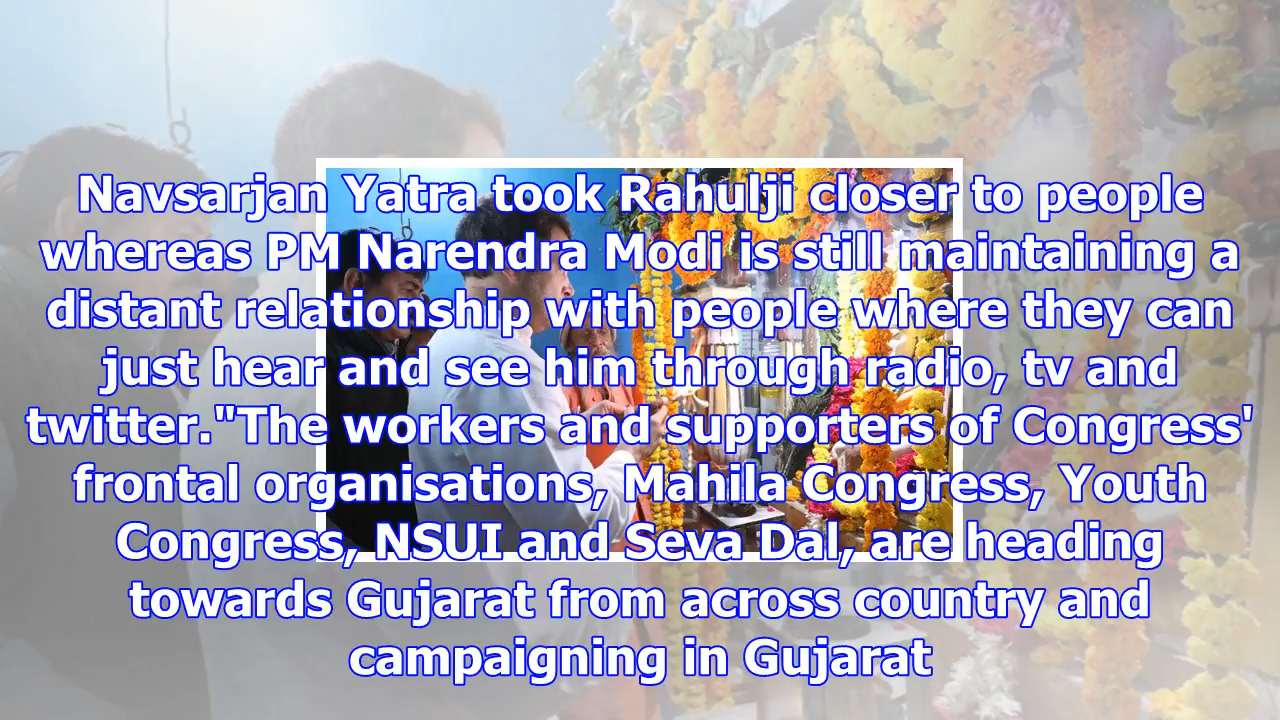 Navsarjan Yatra took Rahulji closer to people
whereas PM Narendra Modi is still maintaining a
distant relationship with people where they can
just hear and see him through radio, tv and
twitter."The workers and supporters of Congress'
frontal organisations, Mahila Congress, Youth
Congress, NSUI and Seva Dal, are heading
towards Gujarat from across country and
campaigning in Gujarat